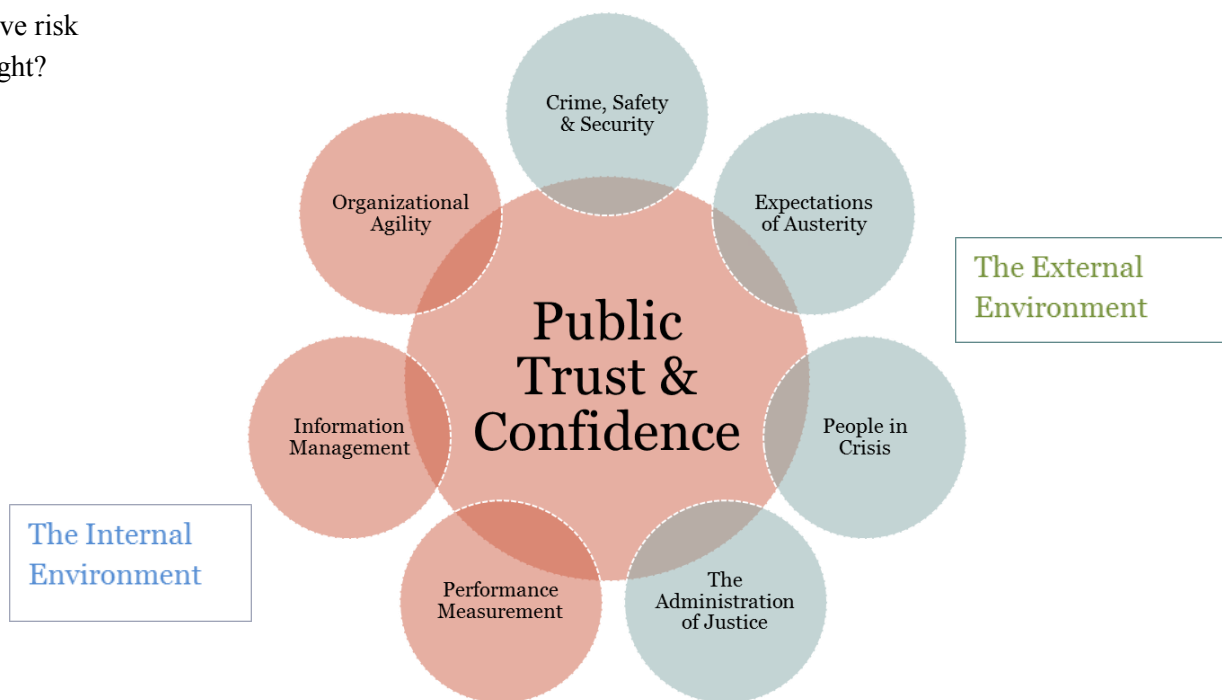 ve risk
ght?
Crime, Safety
& Security
Organizational
Agility
Expectations
of Austerity
The External
Environment
Public
Trust &
Confidence
Information
Management
People in
Crisis
The Internal
Environment
Performance
Measurement
The
Administration
of Justice